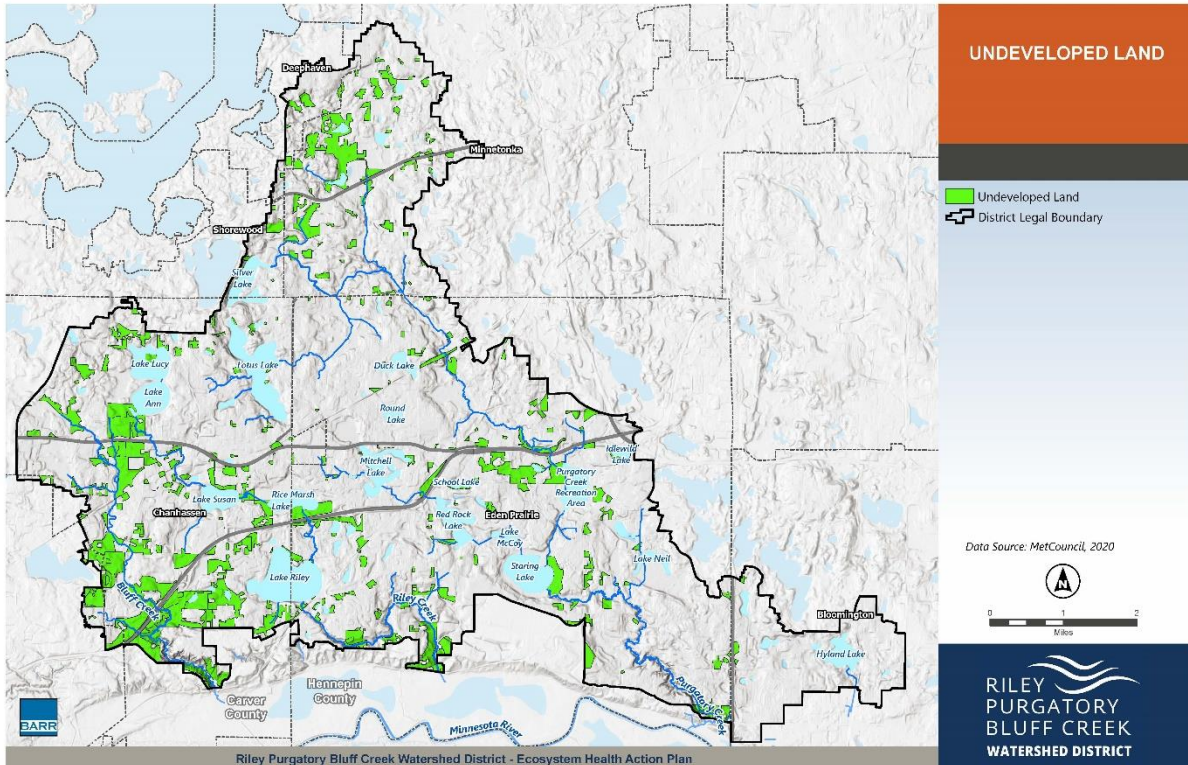 UNDEVELOPED LAND
Undeveloped Land
District Legal Boundary
Deephaven
Minnetonka
Shorewood
Silver
Lake
Lake Lucy
Lotus Lake
Duck Lake
Lake
Ann
Round
Lake
Idlewild
Lake
Mitchell
Lake
School Lake
Purgatory
Creek
Recreation
Area
Lake Susan
Rice Marsh
Lake
Chanhassen
Red Rock
Lake
Eden Prairie
Lake
McCoy
Staring
Lake
Lake Neil
Lake Riley
Bluff Creek
Riley Creek
Bloomington
Hyland Lake
Purgatory
Creek
Carver
County
Hennepin
County
Minnesota River
Data Source: MetCouncil, 2020
N
0 1 2
Miles
BARR
RILEY
PURGATORY
BLUFF CREEK
WATERSHED DISTRICT
Riley Purgatory Bluff Creek Watershed District - Ecosystem Health Action Plan